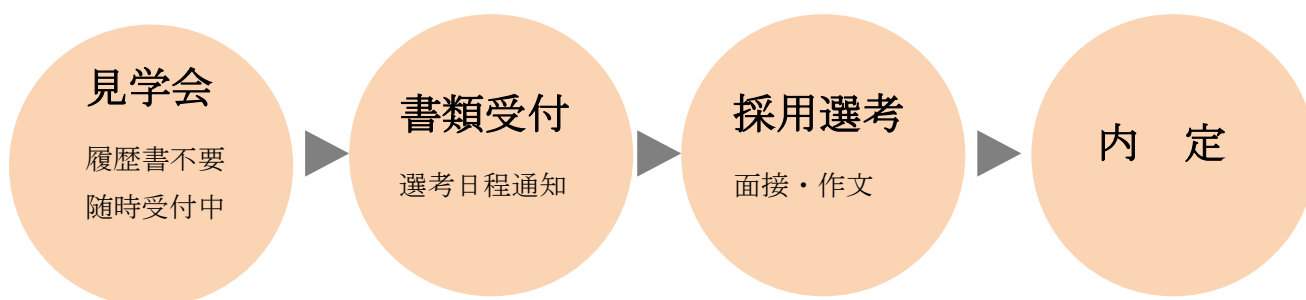 見学会
履歴書不要
随時受付中
書類受付
選考日程通知
採用選考
面接・作文
内　定